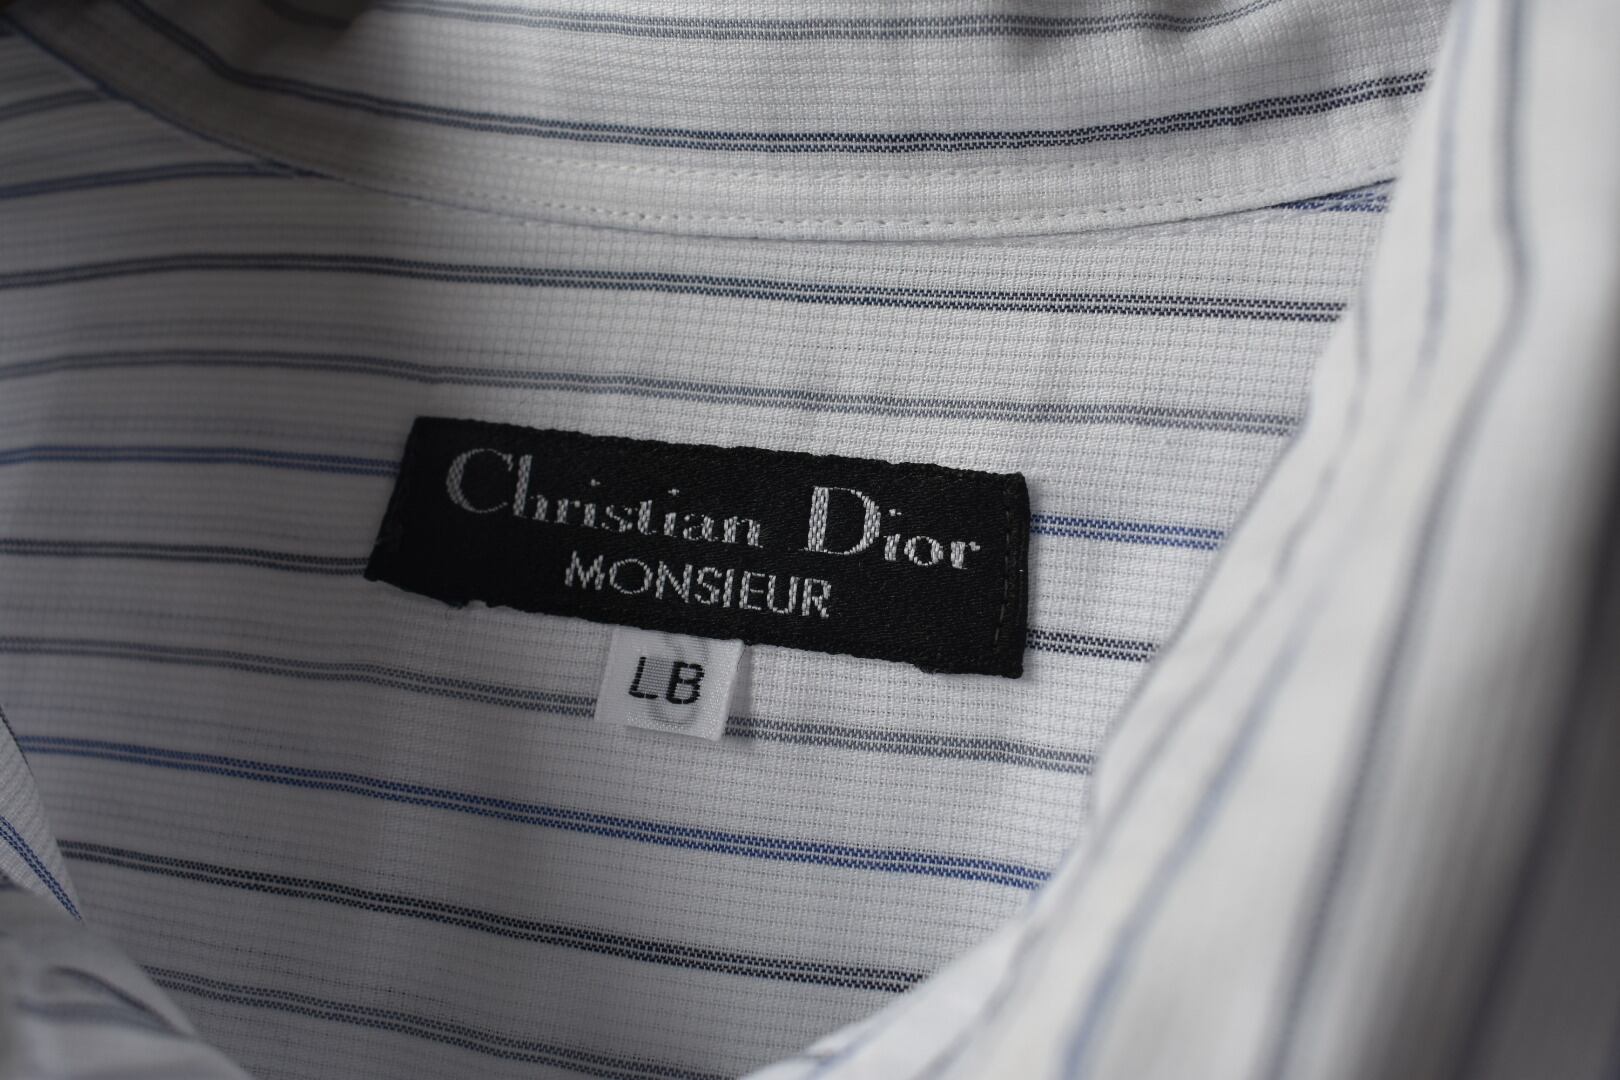 Christian Dior
MONSIEUR
LB